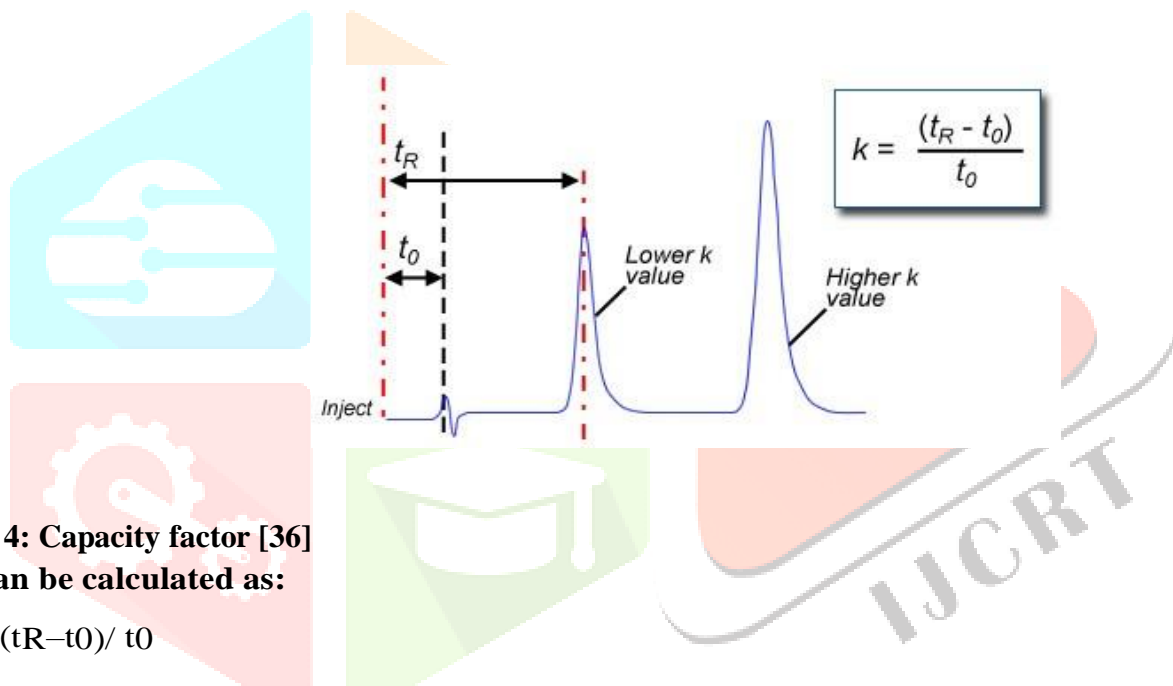 k = (t_R - t_0) / t_0
t_R
t_0
Lower k
value
Higher k
value
Inject
4: Capacity factor [36]
an be calculated as:
(tR–t0)/ t0
IJCRT